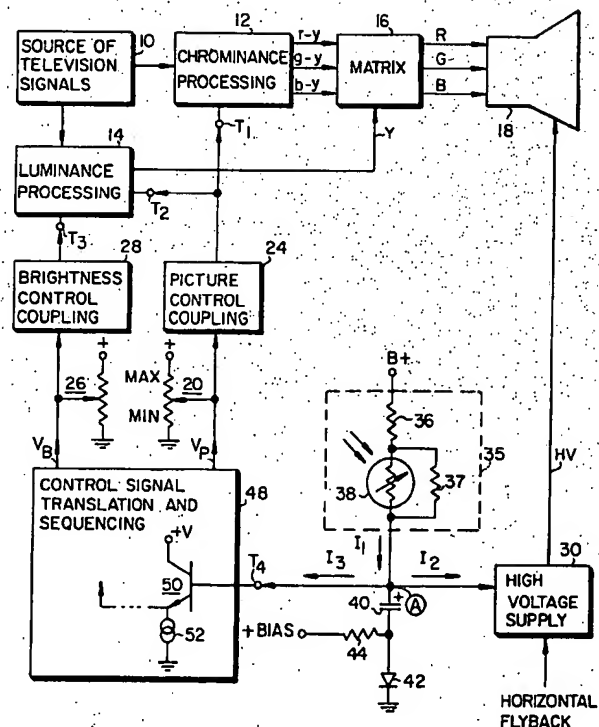 SOURCE OF
TELEVISION
SIGNALS
10
12
CHROMINANCE
PROCESSING
r-y
g-y
b-y
16
MATRIX
R
G
B
18
T1
14
LUMINANCE
PROCESSING
Y
T2
T3
28
BRIGHTNESS
CONTROL
COUPLING
24
PICTURE
CONTROL
COUPLING
+
26
+
MAX
20
MIN
VB
VP
B+
36
35
38
37
HV
CONTROL SIGNAL
TRANSLATION AND
SEQUENCING
48
+V
50
52
T4
I3
I1
I2
A
+
40
+BIAS
44
42
30
HIGH
VOLTAGE
SUPPLY
HORIZONTAL
FLYBACK